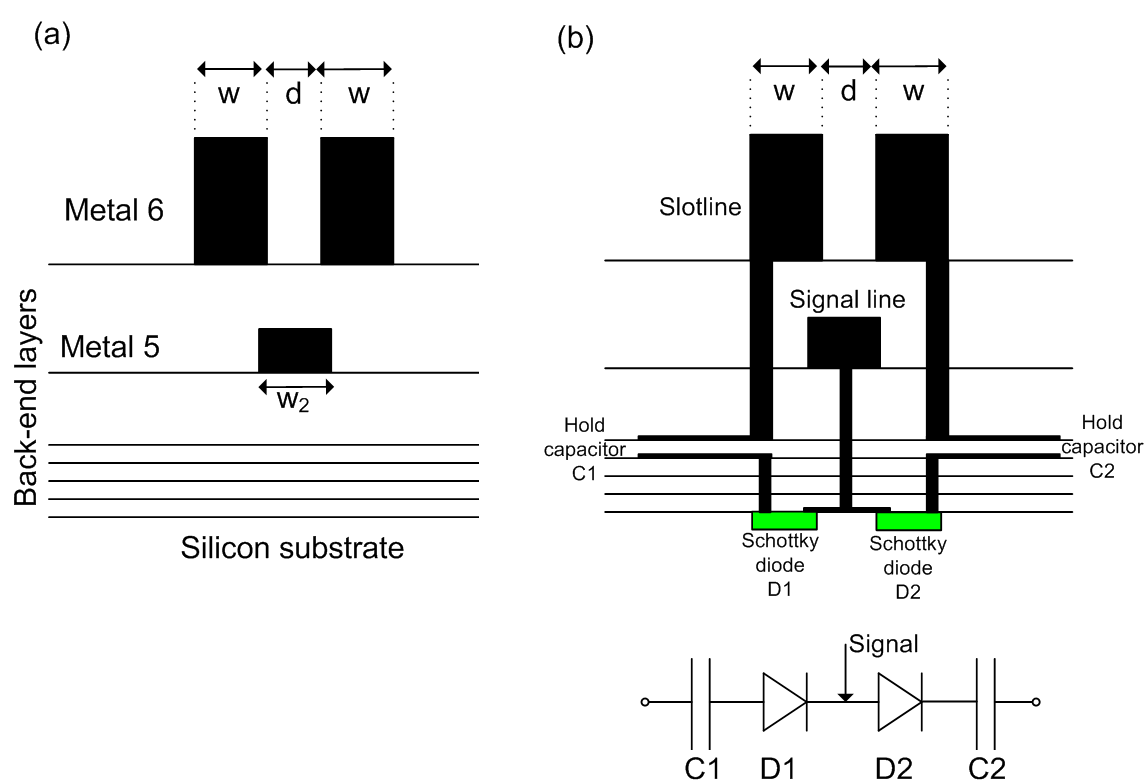 (a)
w d w
Metal 6
Metal 5
w2
Back-end layers
Silicon substrate
(b)
w d w
Slotline
Signal line
Hold
capacitor
C1
Hold
capacitor
C2
Schottky
diode
D1
Schottky
diode
D2
Signal
C1 D1 D2 C2